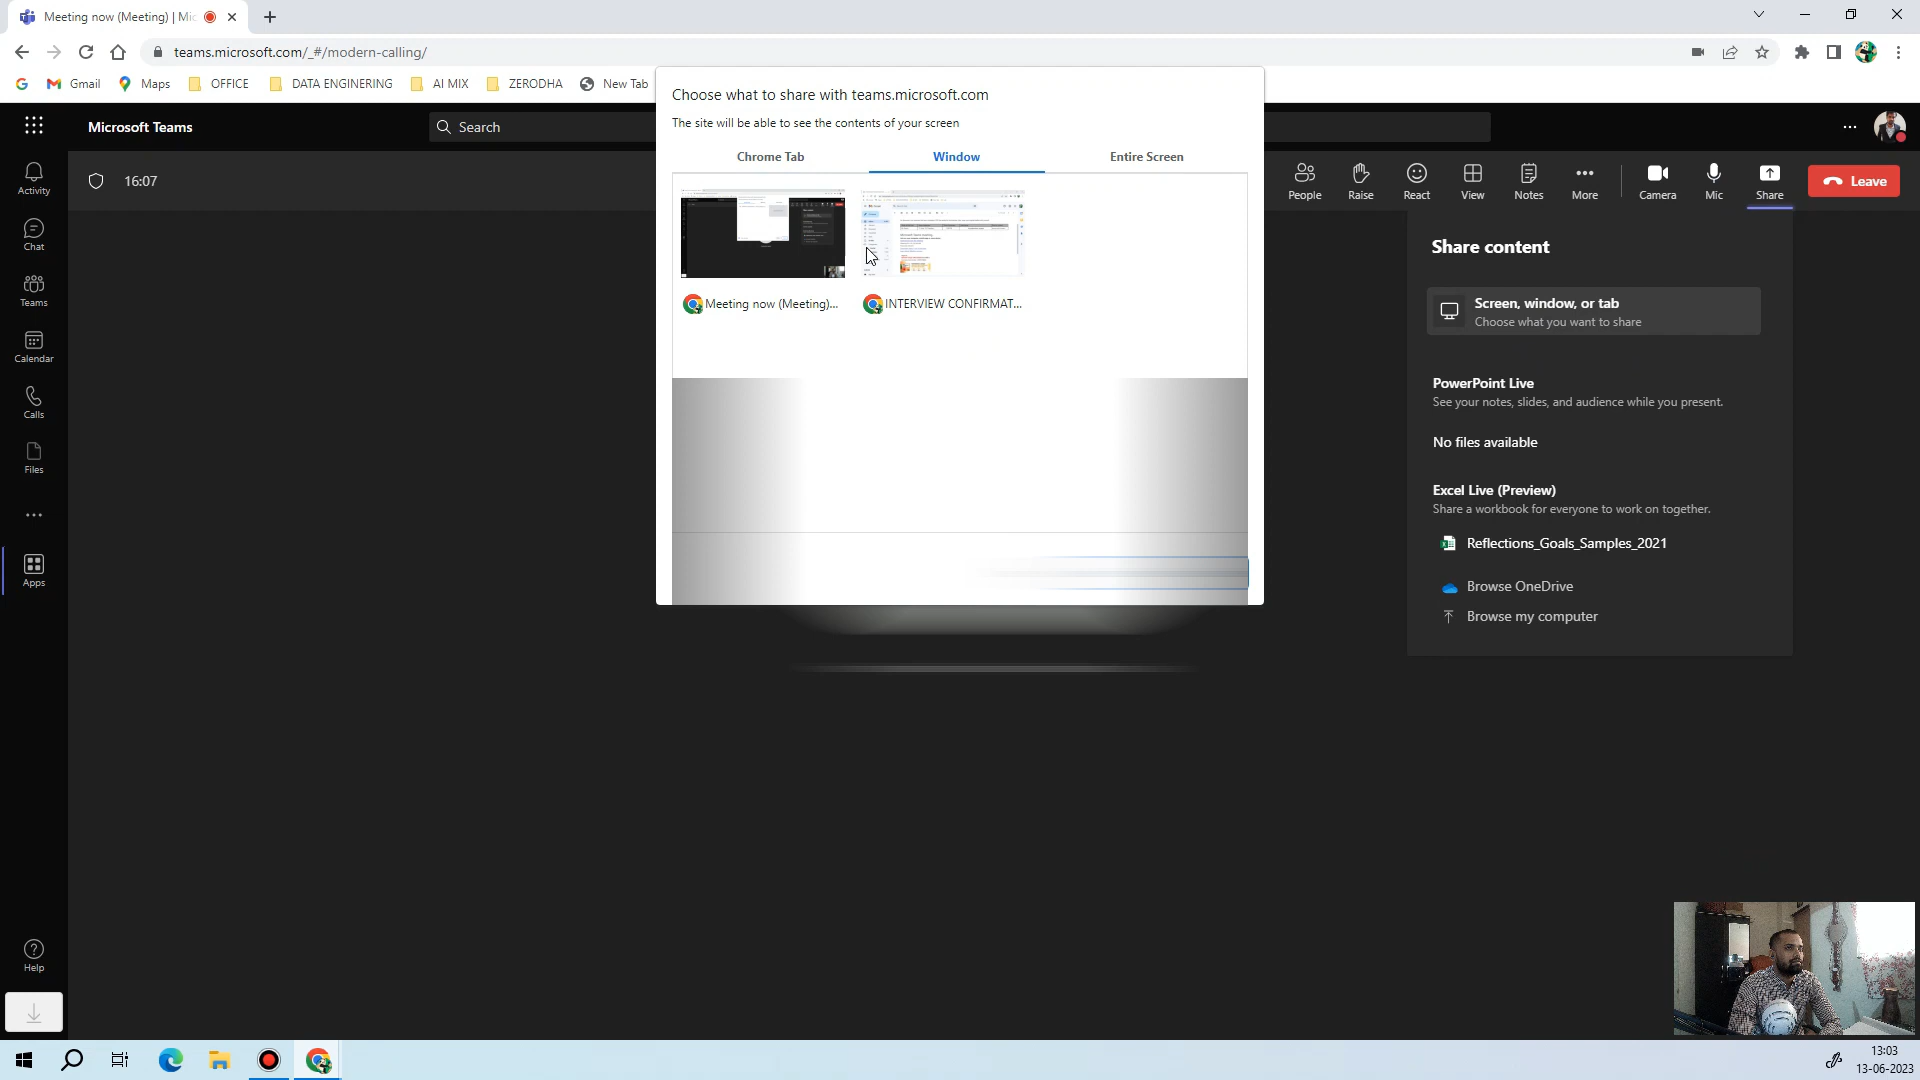 Meeting now (Meeting) | Mic
teams.microsoft.com/_#/modern-calling/
Gmail
Maps
OFFICE
DATA ENGINERING
AI MIX
ZERODHA
New Tab
Choose what to share with teams.microsoft.com
The site will be able to see the contents of your screen
Chrome Tab
Window
Entire Screen
Meeting now (Meeting)...
INTERVIEW CONFIRMAT...
Microsoft Teams
Search
16:07
People
Raise
React
View
Notes
More
Camera
Mic
Share
Leave
Activity
Chat
Teams
Calendar
Calls
Files
Apps
Help
Share content
Screen, window, or tab
Choose what you want to share
PowerPoint Live
See your notes, slides, and audience while you present.
No files available
Excel Live (Preview)
Share a workbook for everyone to work on together.
Reflections_Goals_Samples_2021
Browse OneDrive
Browse my computer
13:03
13-06-2023